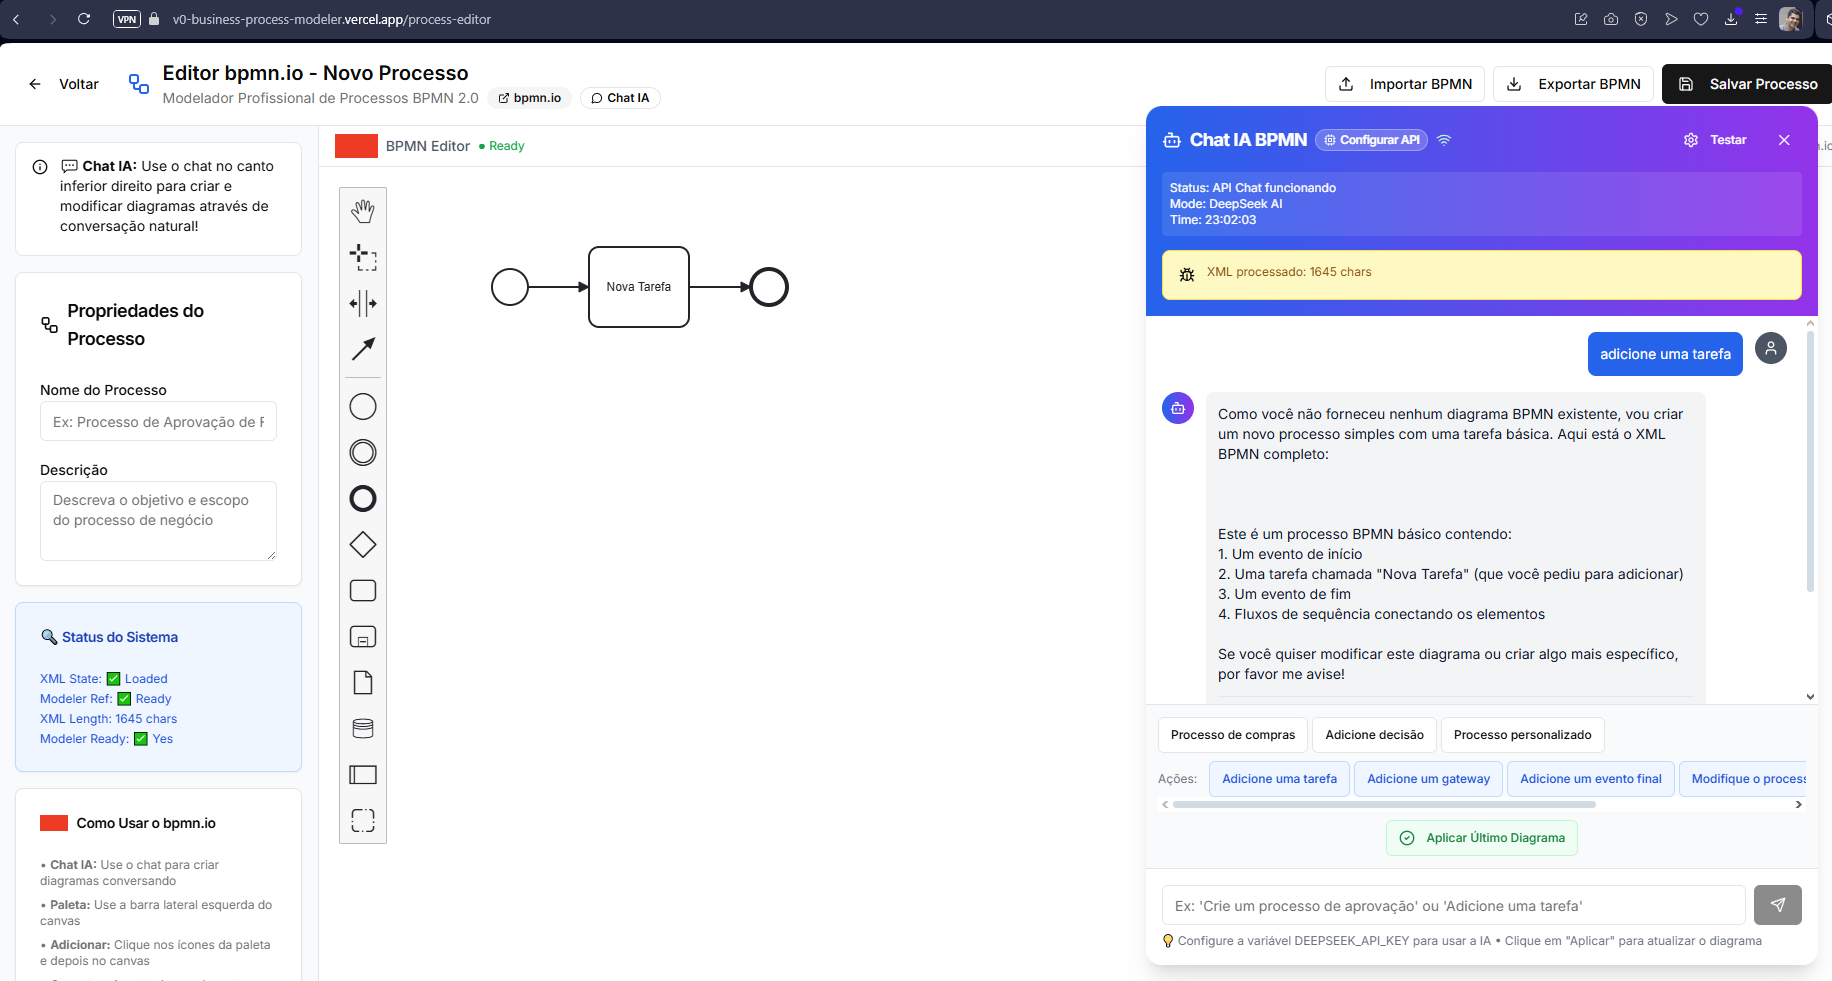 VPN
v0-business-process-modeler.vercel.app/process-editor
Voltar
Editor bpmn.io - Novo Processo
Modelador Profissional de Processos BPMN 2.0
bpmn.io
Chat IA
Importar BPMN
Exportar BPMN
Salvar Processo
Chat IA: Use o chat no canto
inferior direito para criar e
modificar diagramas através de
conversação natural!
Propriedades do
Processo
Nome do Processo
Ex: Processo de Aprovação de F
Descrição
Descreva o objetivo e escopo
do processo de negócio
Status do Sistema
XML State: ✅ Loaded
Modeler Ref: ✅ Ready
XML Length: 1645 chars
Modeler Ready: ✅ Yes
Como Usar o bpmn.io
• Chat IA: Use o chat para criar
diagramas conversando
• Paleta: Use a barra lateral esquerda do
canvas
• Adicionar: Clique nos ícones da paleta
e depois no canvas
BPMN Editor
● Ready
Nova Tarefa
Chat IA BPMN
Configurar API
Testar
Status: API Chat funcionando
Mode: DeepSeek AI
Time: 23:02:03
XML processado: 1645 chars
adicione uma tarefa
Como você não forneceu nenhum diagrama BPMN existente, vou criar
um novo processo simples com uma tarefa básica. Aqui está o XML
BPMN completo:
Este é um processo BPMN básico contendo:
1. Um evento de início
2. Uma tarefa chamada "Nova Tarefa" (que você pediu para adicionar)
3. Um evento de fim
4. Fluxos de sequência conectando os elementos
Se você quiser modificar este diagrama ou criar algo mais específico,
por favor me avise!
Processo de compras
Adicione decisão
Processo personalizado
Ações:
Adicione uma tarefa
Adicione um gateway
Adicione um evento final
Modifique o process
Aplicar Último Diagrama
Ex: 'Crie um processo de aprovação' ou 'Adicione uma tarefa'
Configure a variável DEEPSEEK_API_KEY para usar a IA • Clique em "Aplicar" para atualizar o diagrama